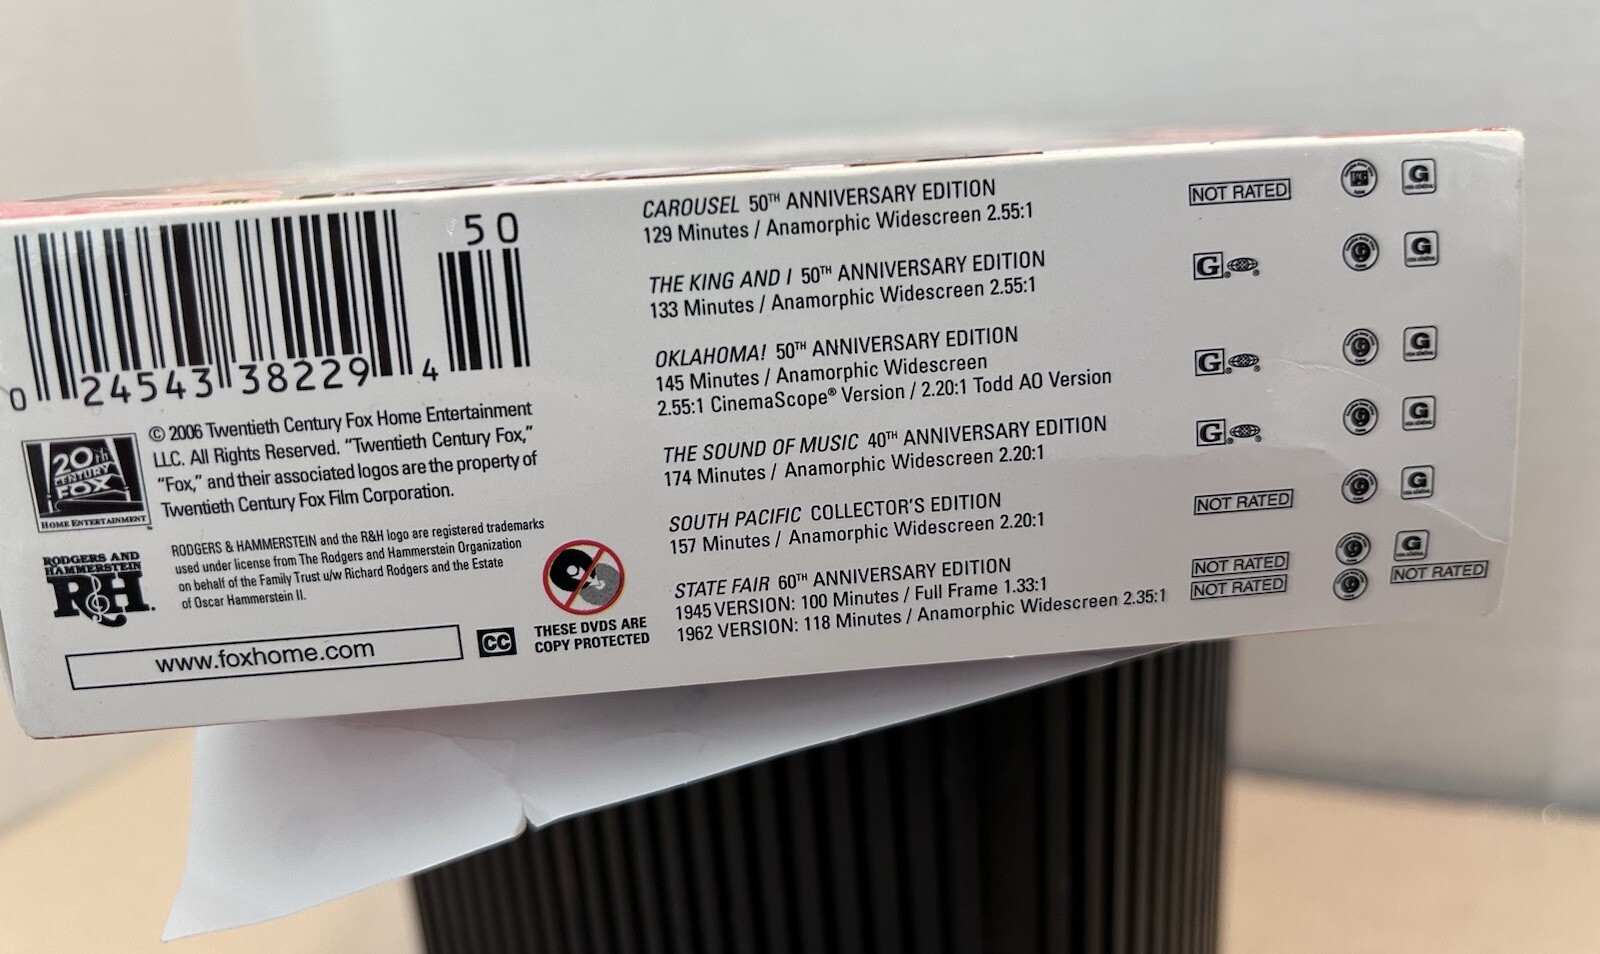 50
0 24543 38229 4
20th
CENTURY
FOX
HOME ENTERTAINMENT
© 2006 Twentieth Century Fox Home Entertainment
LLC. All Rights Reserved. “Twentieth Century Fox,”
“Fox,” and their associated logos are the property of
Twentieth Century Fox Film Corporation.
RODGERS AND
HAMMERSTEIN
R&H.
RODGERS & HAMMERSTEIN and the R&H logo are registered trademarks
used under license from The Rodgers and Hammerstein Organization
on behalf of the Family Trust u/w Richard Rodgers and the Estate
of Oscar Hammerstein II.
www.foxhome.com
CC
THESE DVDS ARE
COPY PROTECTED
CAROUSEL 50TH ANNIVERSARY EDITION
129 Minutes / Anamorphic Widescreen 2.55:1
NOT RATED PG G
THE KING AND I 50TH ANNIVERSARY EDITION
133 Minutes / Anamorphic Widescreen 2.55:1
G G G
OKLAHOMA! 50TH ANNIVERSARY EDITION
145 Minutes / Anamorphic Widescreen
2.55:1 CinemaScope® Version / 2.20:1 Todd AO Version
G G G
THE SOUND OF MUSIC 40TH ANNIVERSARY EDITION
174 Minutes / Anamorphic Widescreen 2.20:1
G G G
SOUTH PACIFIC COLLECTOR'S EDITION
157 Minutes / Anamorphic Widescreen 2.20:1
NOT RATED G G
STATE FAIR 60TH ANNIVERSARY EDITION
1945 VERSION: 100 Minutes / Full Frame 1.33:1
NOT RATED G G
1962 VERSION: 118 Minutes / Anamorphic Widescreen 2.35:1
NOT RATED G NOT RATED